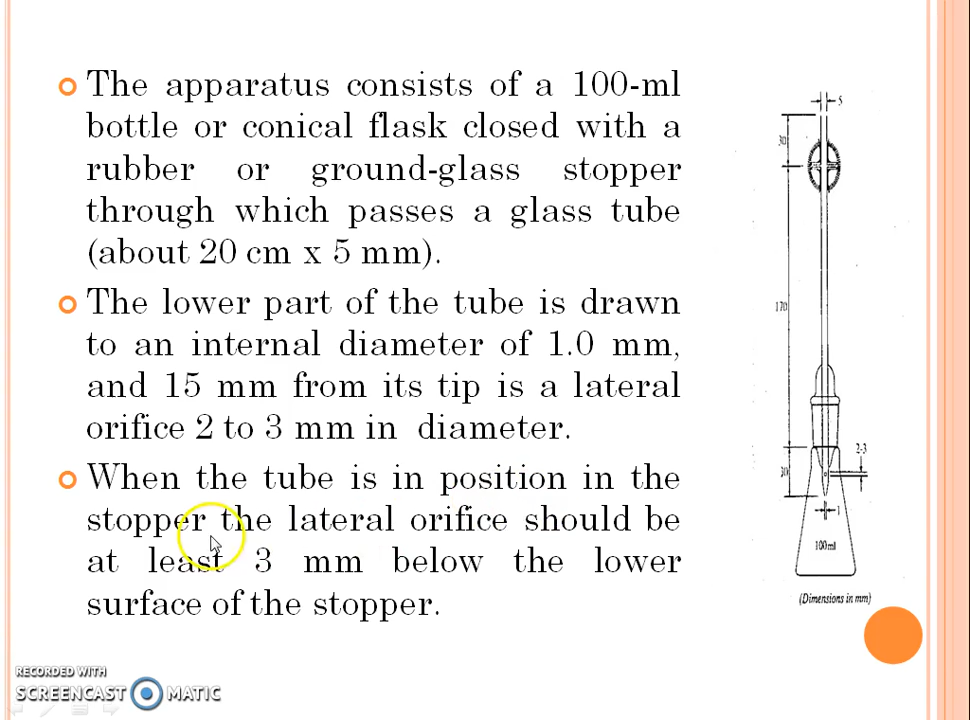 The apparatus consists of a 100-ml
bottle or conical flask closed with a
rubber or ground-glass stopper
through which passes a glass tube
(about 20 cm x 5 mm).
The lower part of the tube is drawn
to an internal diameter of 1.0 mm,
and 15 mm from its tip is a lateral
orifice 2 to 3 mm in diameter.
When the tube is in position in the
stopper the lateral orifice should be
at least 3 mm below the lower
surface of the stopper.
5
30
170
2-3
1
100ml
(Dimensions in mm)
RECORDED WITH
SCREENCAST MATIC